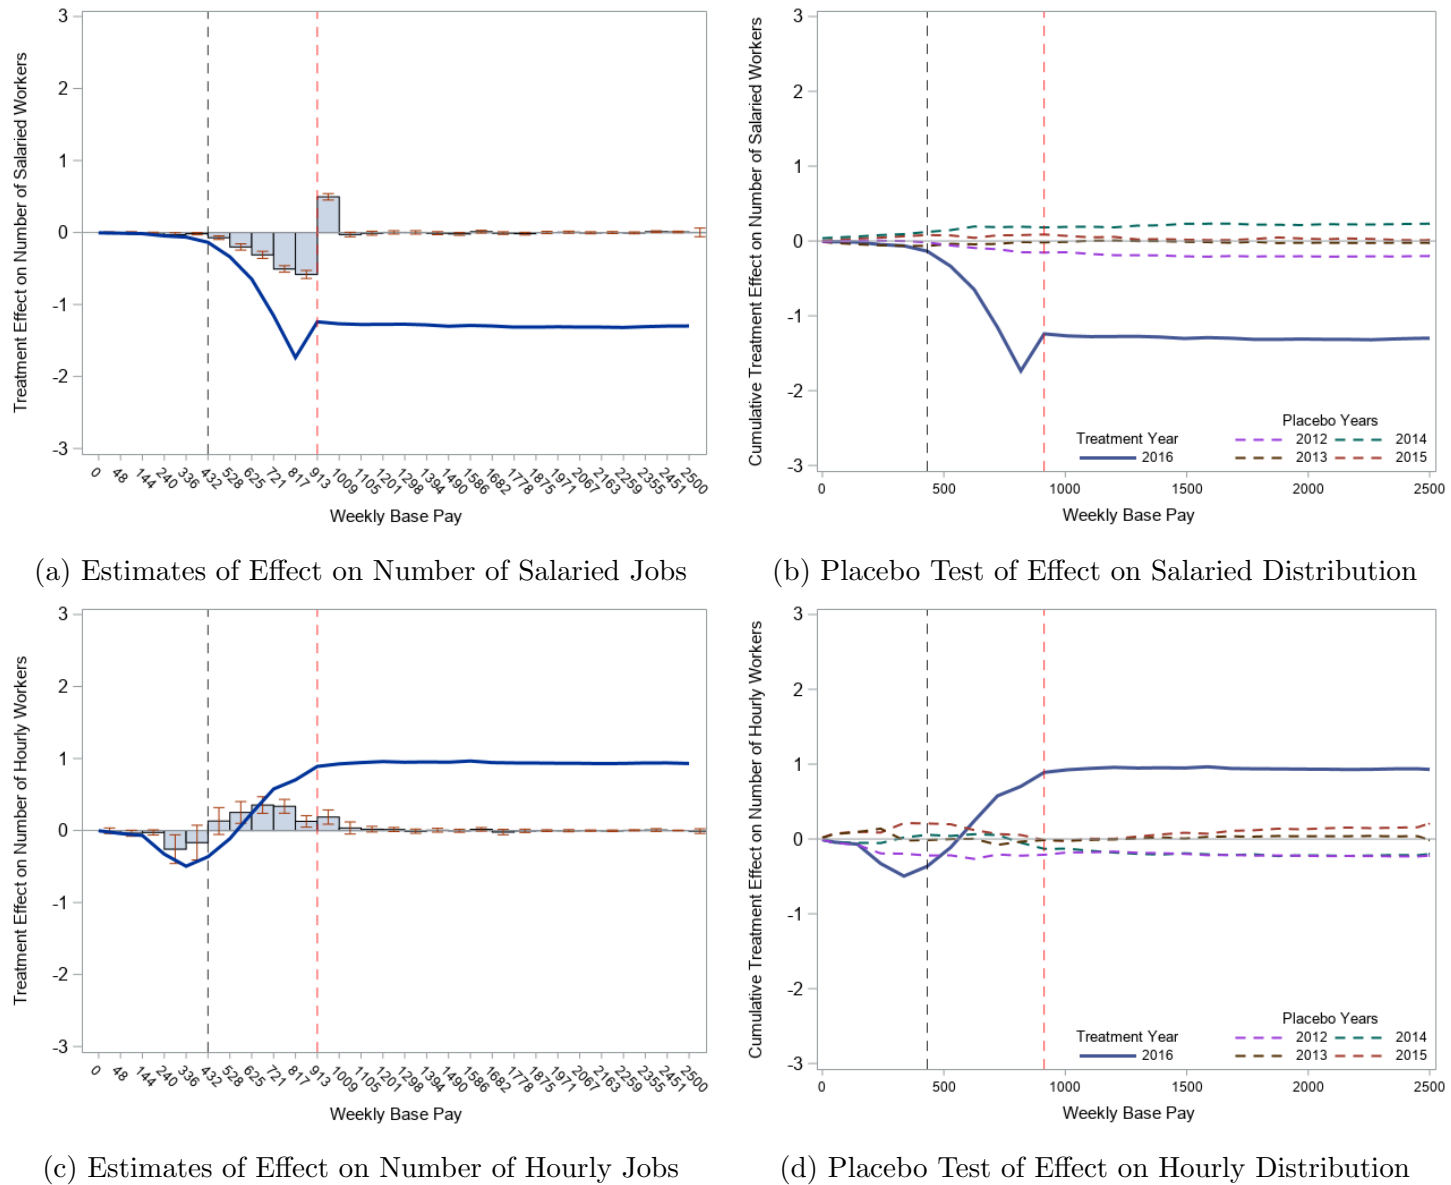 Treatment Effect on Number of Salaried Workers
3
2
1
0
-1
-2
-3
0 48 144 240 336 432 528 625 721 817 913 1009 1105 1201 1298 1394 1490 1586 1682 1778 1875 1971 2067 2163 2259 2355 2451 2500
Weekly Base Pay
(a) Estimates of Effect on Number of Salaried Jobs
Cumulative Treatment Effect on Number of Salaried Workers
3
2
1
0
-1
-2
-3
Treatment Year
2016
Placebo Years
2012 2014
2013 2015
0 500 1000 1500 2000 2500
Weekly Base Pay
(b) Placebo Test of Effect on Salaried Distribution
Treatment Effect on Number of Hourly Workers
3
2
1
0
-1
-2
-3
0 48 144 240 336 432 528 625 721 817 913 1009 1105 1201 1298 1394 1490 1586 1682 1778 1875 1971 2067 2163 2259 2355 2451 2500
Weekly Base Pay
(c) Estimates of Effect on Number of Hourly Jobs
Cumulative Treatment Effect on Number of Hourly Workers
3
2
1
0
-1
-2
-3
Treatment Year
2016
Placebo Years
2012 2014
2013 2015
0 500 1000 1500 2000 2500
Weekly Base Pay
(d) Placebo Test of Effect on Hourly Distribution